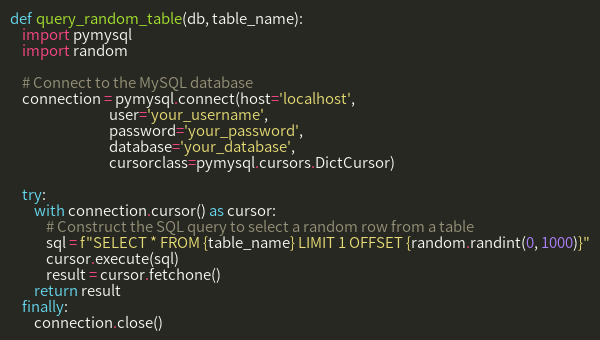 def query_random_table(db, table_name):
    import pymysql
    import random

    # Connect to the MySQL database
    connection = pymysql.connect(host='localhost',
                                 user='your_username',
                                 password='your_password',
                                 database='your_database',
                                 cursorclass=pymysql.cursors.DictCursor)

    try:
        with connection.cursor() as cursor:
            # Construct the SQL query to select a random row from a table
            sql = f"SELECT * FROM {table_name} LIMIT 1 OFFSET {random.randint(0, 1000)}"
            cursor.execute(sql)
            result = cursor.fetchone()
        return result
    finally:
        connection.close()